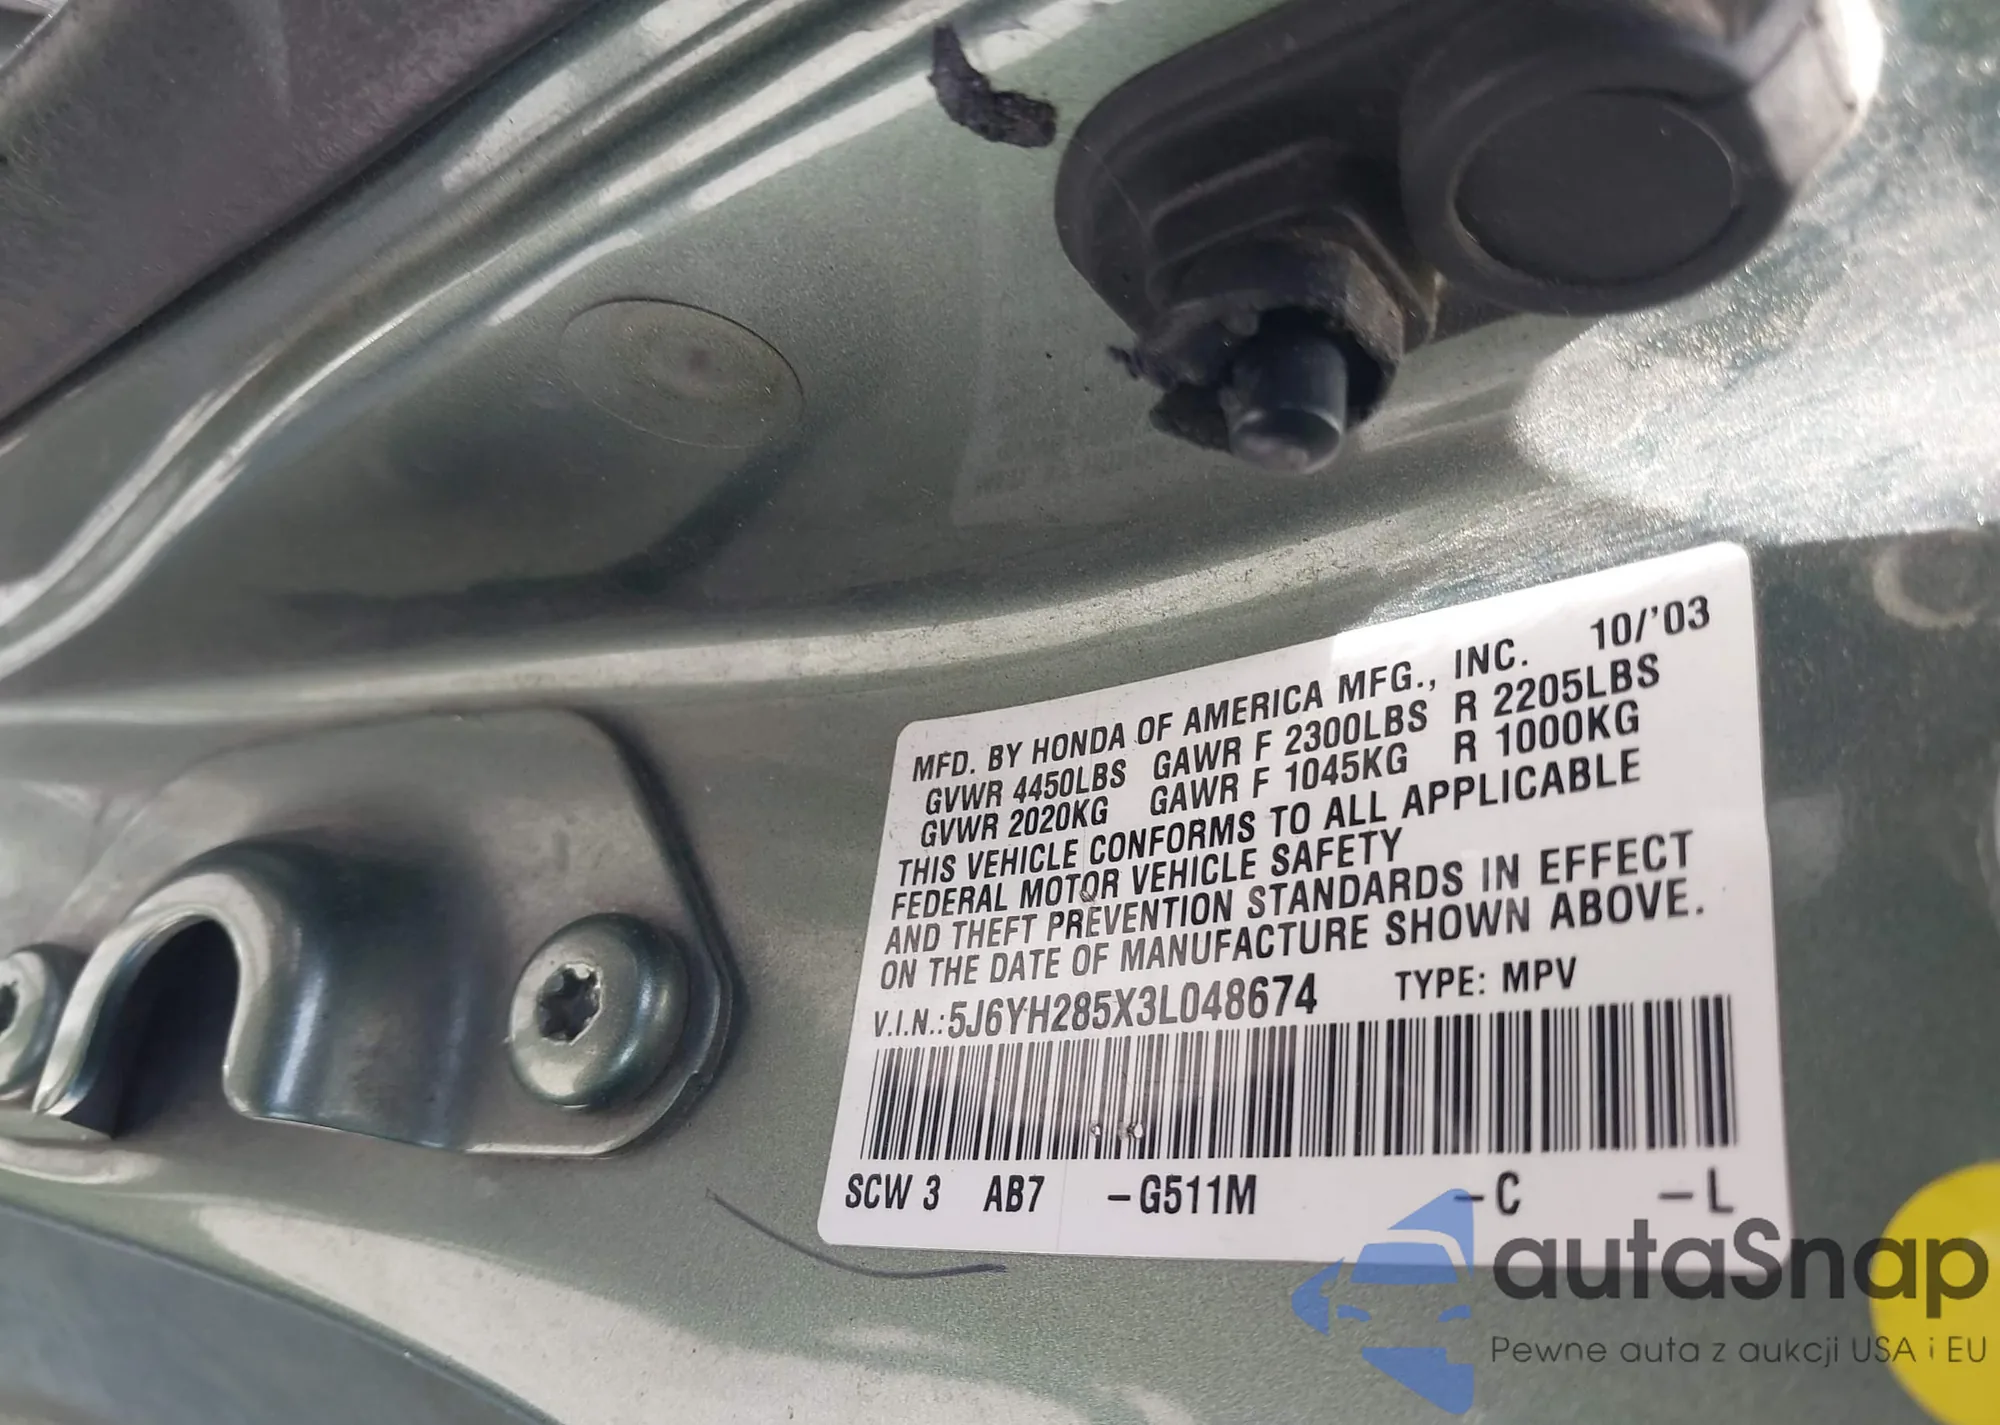 MFD. BY HONDA OF AMERICA MFG., INC. 10/'03
GVWR 4450LBS GAWR F 2300LBS R 2205LBS
GVWR 2020KG GAWR F 1045KG R 1000KG
THIS VEHICLE CONFORMS TO ALL APPLICABLE
FEDERAL MOTOR VEHICLE SAFETY
AND THEFT PREVENTION STANDARDS IN EFFECT
ON THE DATE OF MANUFACTURE SHOWN ABOVE.
V.I.N.: 5J6YH285X3L048674 TYPE: MPV
SCW 3 AB7 -G511M -C -L
autaSnap
Pewne auta z aukcji USA i EU